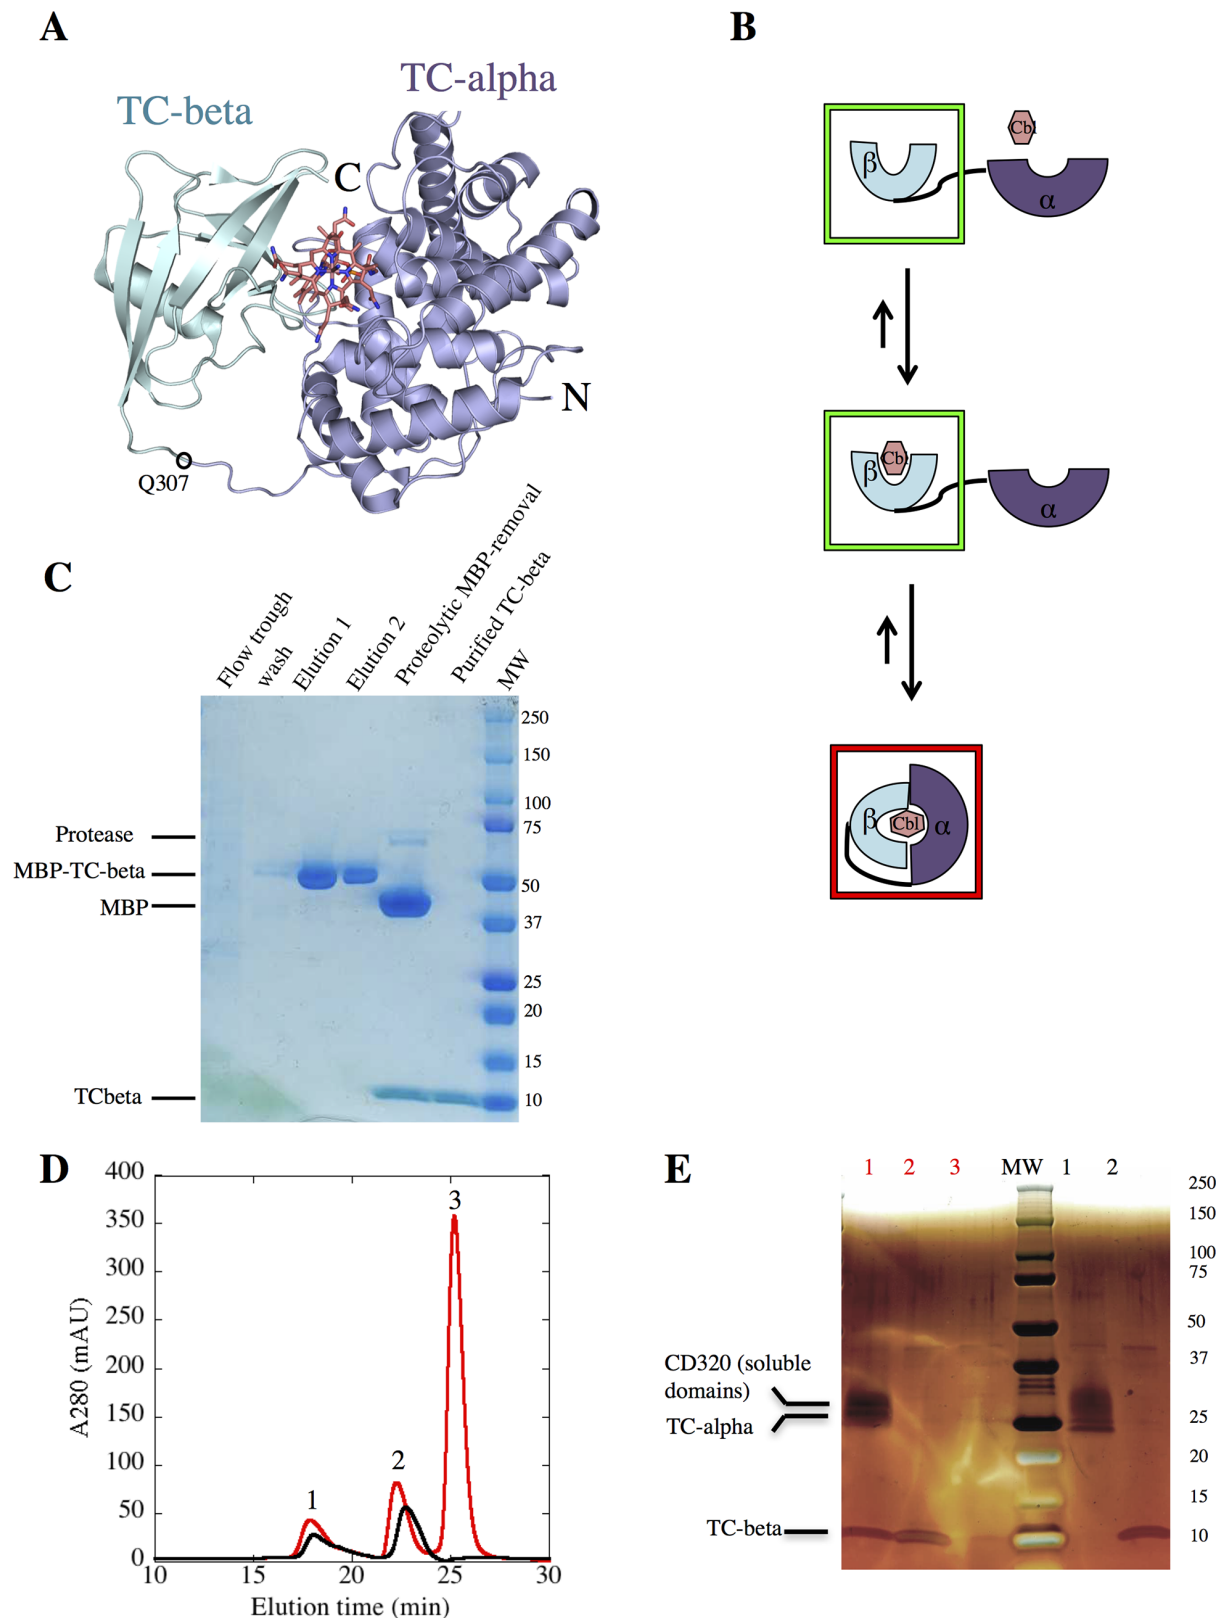 A
TC-beta
TC-alpha
C
N
Q307
B
Cbl
β
α
Cbl
β
α
β
Cbl
α
C
Flow trough
wash
Elution 1
Elution 2
Proteolytic MBP-removal
Purified TC-beta
MW
250
150
100
75
Protease
MBP-TC-beta
50
MBP
37
25
20
15
TCbeta
10
D
400
350
300
250
200
150
100
50
0
A280 (mAU)
1
2
3
10
15
20
25
30
Elution time (min)
E
1 2 3 MW 1 2
250
150
100
75
50
37
CD320 (soluble
domains)
TC-alpha
25
20
15
TC-beta
10